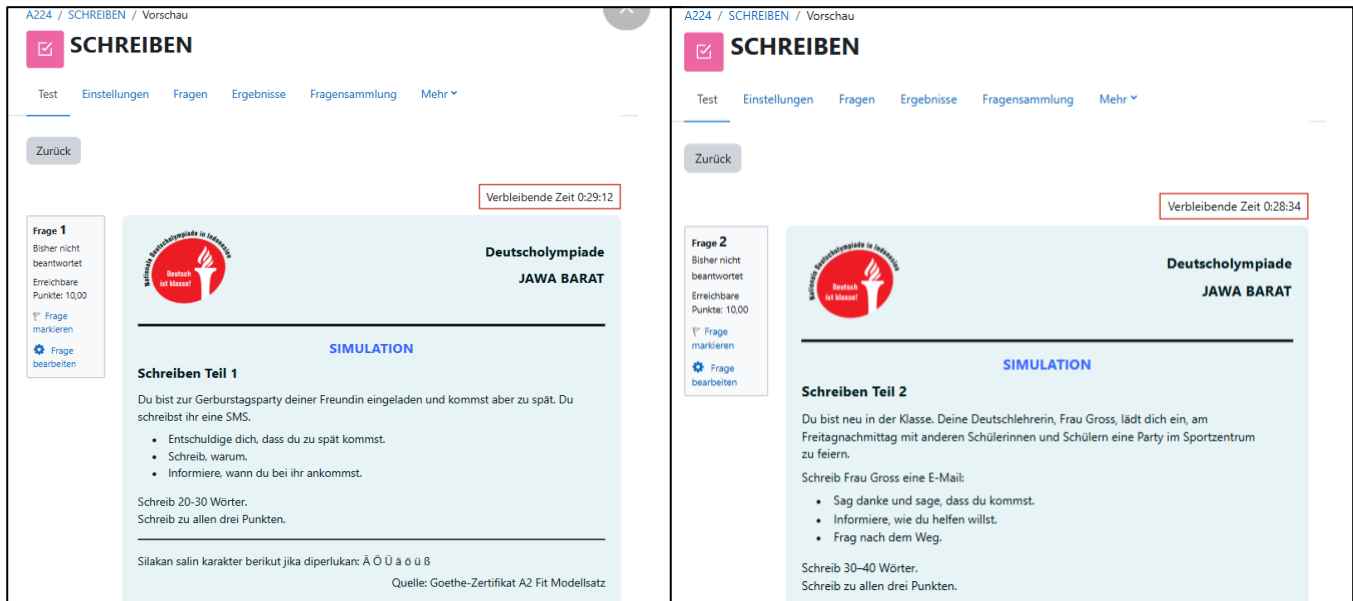 A224 / SCHREIBEN / Vorschau
SCHREIBEN
Test Einstellungen Fragen Ergebnisse Fragensammlung Mehr
Zurück
Verbleibende Zeit 0:29:12
Frage 1
Bisher nicht
beantwortet
Erreichbare
Punkte: 10,00
Frage
markieren
Frage
bearbeiten
Nationale Deutscholympiade in Indonesien
Deutsch
ist klasse!
Deutscholympiade
JAWA BARAT
SIMULATION
Schreiben Teil 1
Du bist zur Gerburstagsparty deiner Freundin eingeladen und kommst aber zu spät. Du
schreibst ihr eine SMS.
• Entschuldige dich, dass du zu spät kommst.
• Schreib, warum.
• Informiere, wann du bei ihr ankommst.
Schreib 20-30 Wörter.
Schreib zu allen drei Punkten.
Silakan salin karakter berikut jika diperlukan: Ä Ö Ü ä ö ü ß
Quelle: Goethe-Zertifikat A2 Fit Modellsatz
A224 / SCHREIBEN / Vorschau
SCHREIBEN
Test Einstellungen Fragen Ergebnisse Fragensammlung Mehr
Zurück
Verbleibende Zeit 0:28:34
Frage 2
Bisher nicht
beantwortet
Erreichbare
Punkte: 10,00
Frage
markieren
Frage
bearbeiten
Nationale Deutscholympiade in Indonesien
Deutsch
ist klasse!
Deutscholympiade
JAWA BARAT
SIMULATION
Schreiben Teil 2
Du bist neu in der Klasse. Deine Deutschlehrerin, Frau Gross, lädt dich ein, am
Freitagnachmittag mit anderen Schülerinnen und Schülern eine Party im Sportzentrum
zu feiern.
Schreib Frau Gross eine E-Mail:
• Sag danke und sage, dass du kommst.
• Informiere, wie du helfen willst.
• Frag nach dem Weg.
Schreib 30–40 Wörter.
Schreib zu allen drei Punkten.